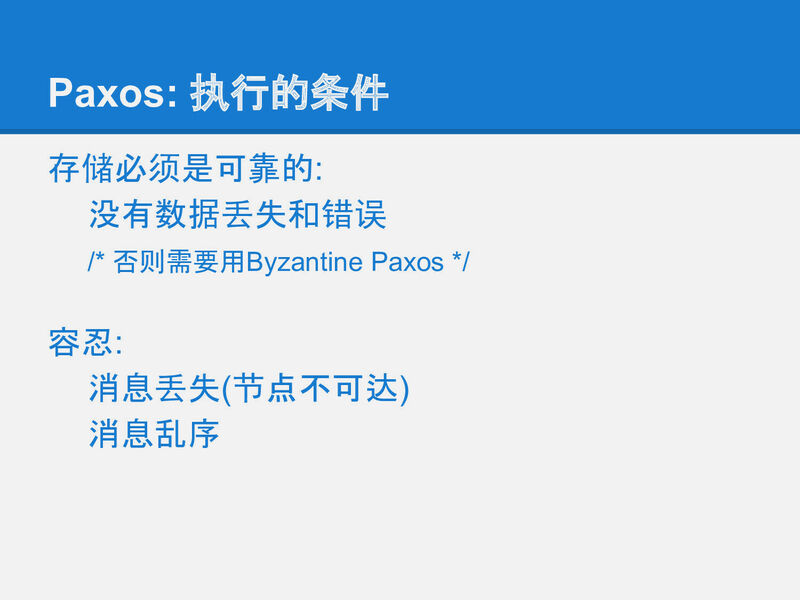 Paxos: 执行的条件
存储必须是可靠的:
没有数据丢失和错误
/* 否则需要用Byzantine Paxos */
容忍:
消息丢失(节点不可达)
消息乱序